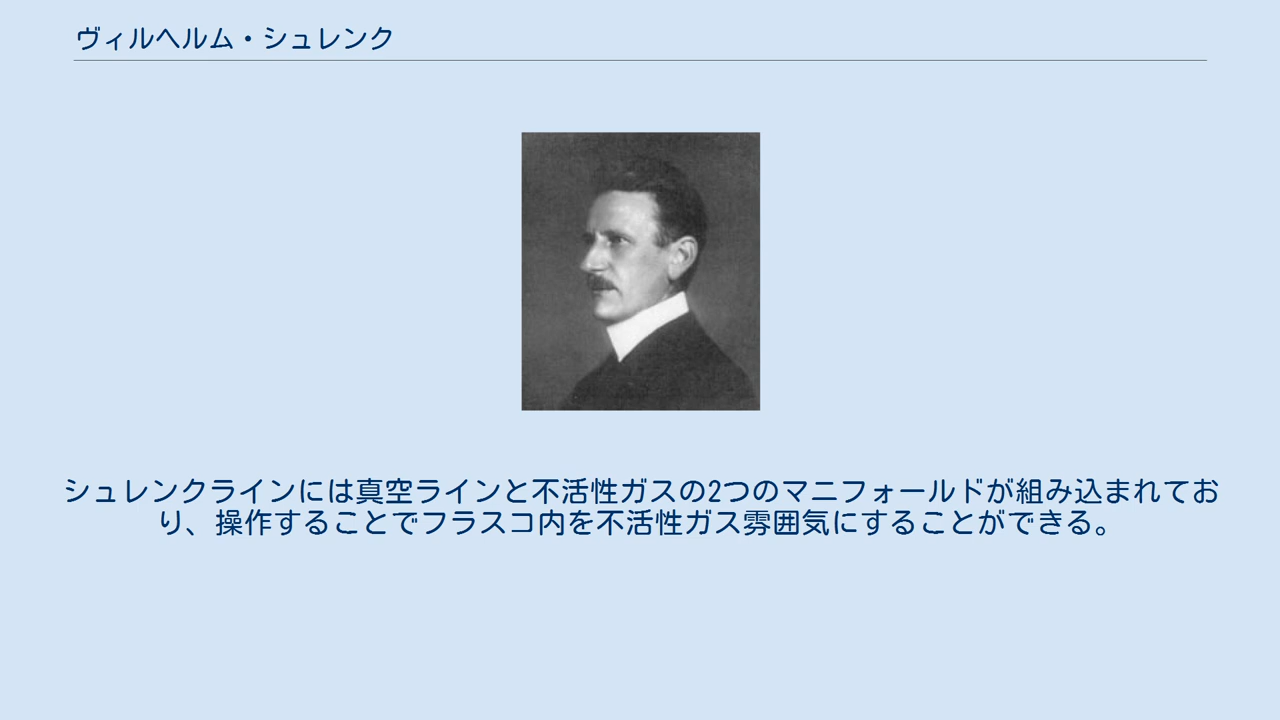 ヴィルヘルム・シュレンク
シュレンクラインには真空ラインと不活性ガスの2つのマニフォールドが組み込まれてお
り、操作することでフラスコ内を不活性ガス雰囲気にすることができる。